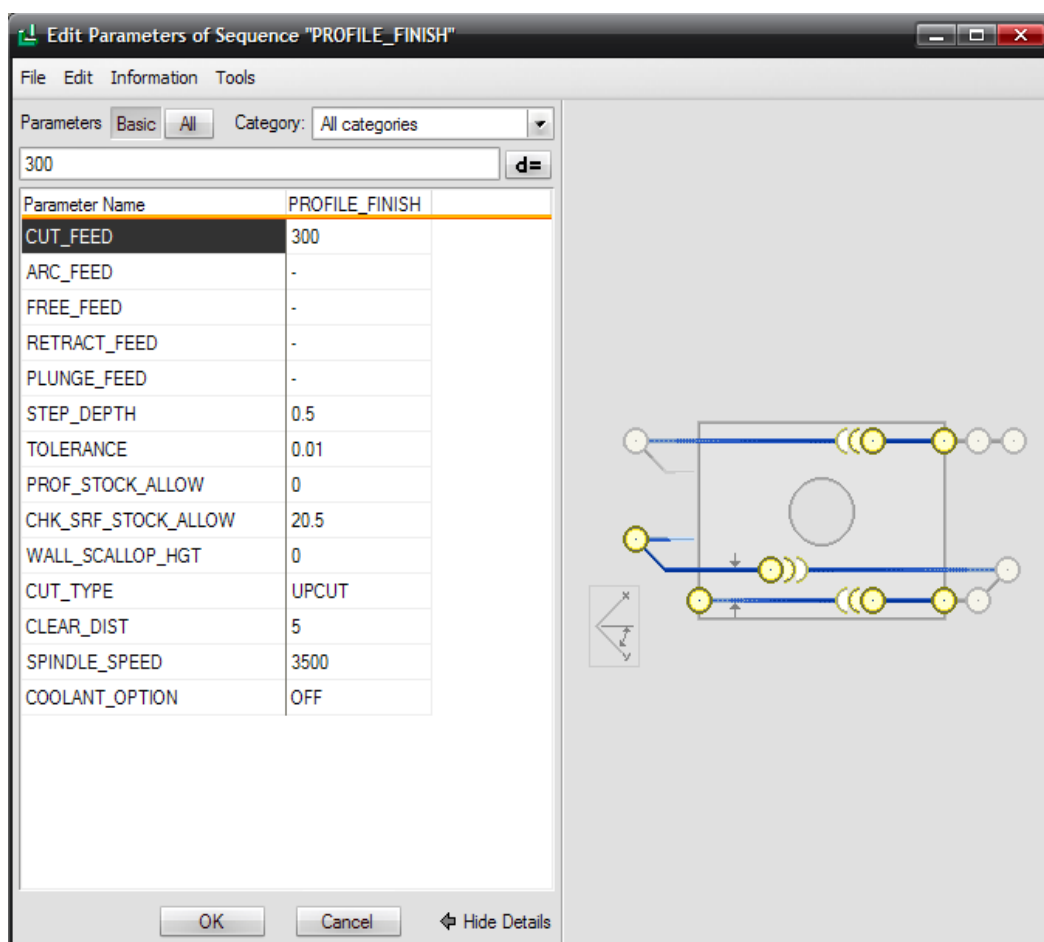 Edit Parameters of Sequence "PROFILE_FINISH"
File Edit Information Tools
Parameters Basic All Category: All categories
300 d=
Parameter Name PROFILE_FINISH
CUT_FEED 300
ARC_FEED -
FREE_FEED -
RETRACT_FEED -
PLUNGE_FEED -
STEP_DEPTH 0.5
TOLERANCE 0.01
PROF_STOCK_ALLOW 0
CHK_SRF_STOCK_ALLOW 20.5
WALL_SCALLOP_HGT 0
CUT_TYPE UPCUT
CLEAR_DIST 5
SPINDLE_SPEED 3500
COOLANT_OPTION OFF
x
z
y
OK Cancel Hide Details